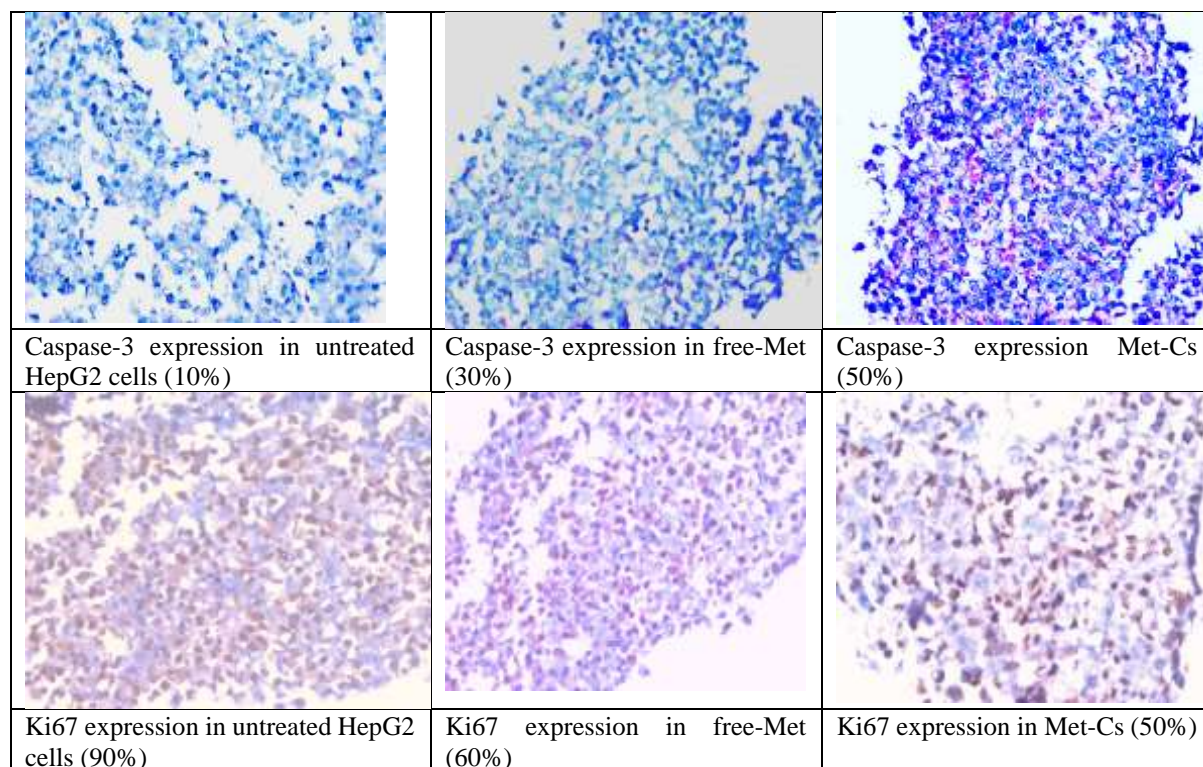 Caspase-3 expression in untreated
HepG2 cells (10%)
Caspase-3 expression in free-Met
(30%)
Caspase-3 expression Met-Cs
(50%)
Ki67 expression in untreated HepG2
cells (90%)
Ki67 expression in free-Met
(60%)
Ki67 expression in Met-Cs (50%)